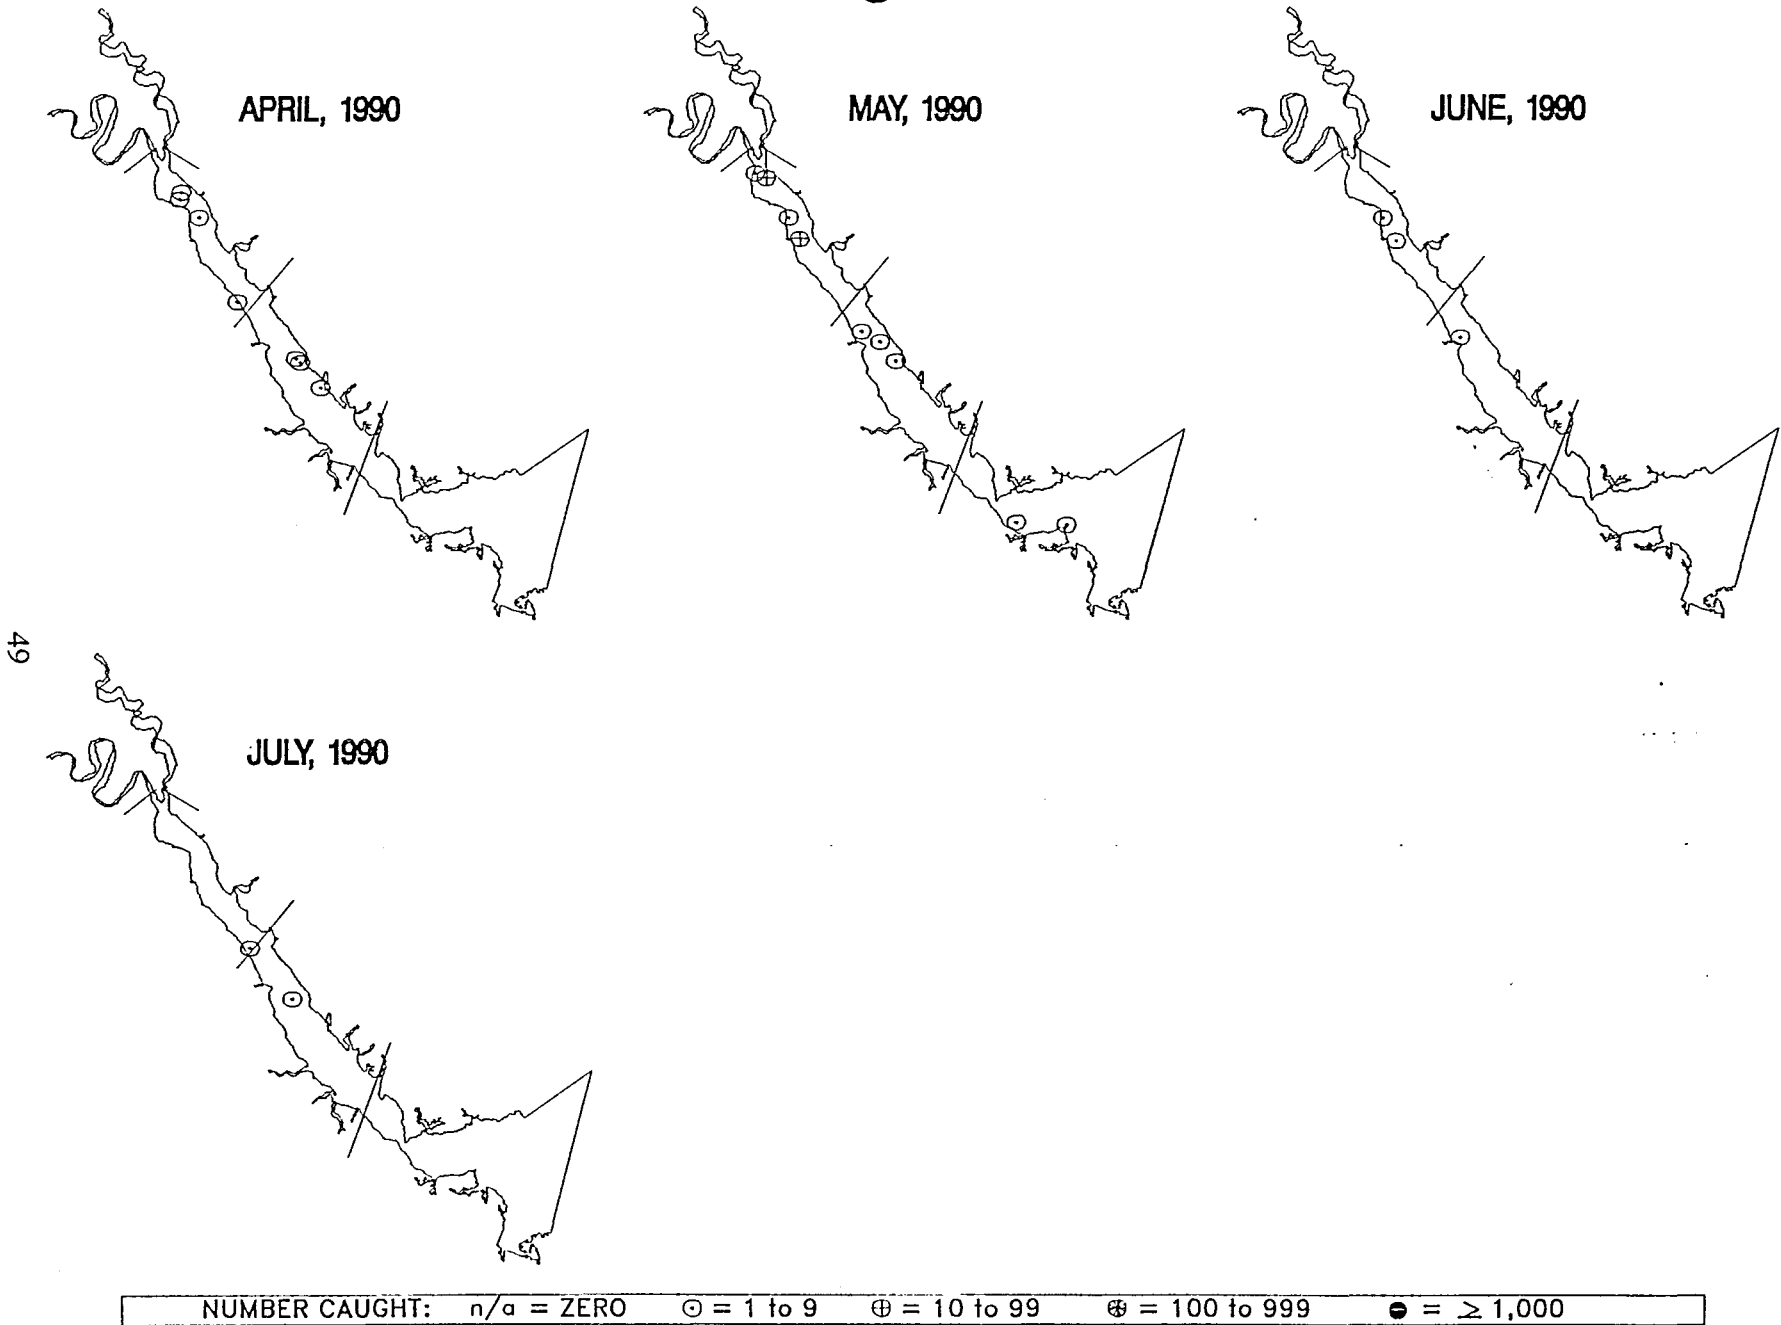 APRIL, 1990
MAY, 1990
JUNE, 1990
49
JULY, 1990
NUMBER CAUGHT: n/a = ZERO ⊙ = 1 to 9 ⊕ = 10 to 99 ⊛ = 100 to 999 ⊖ = ≥ 1,000